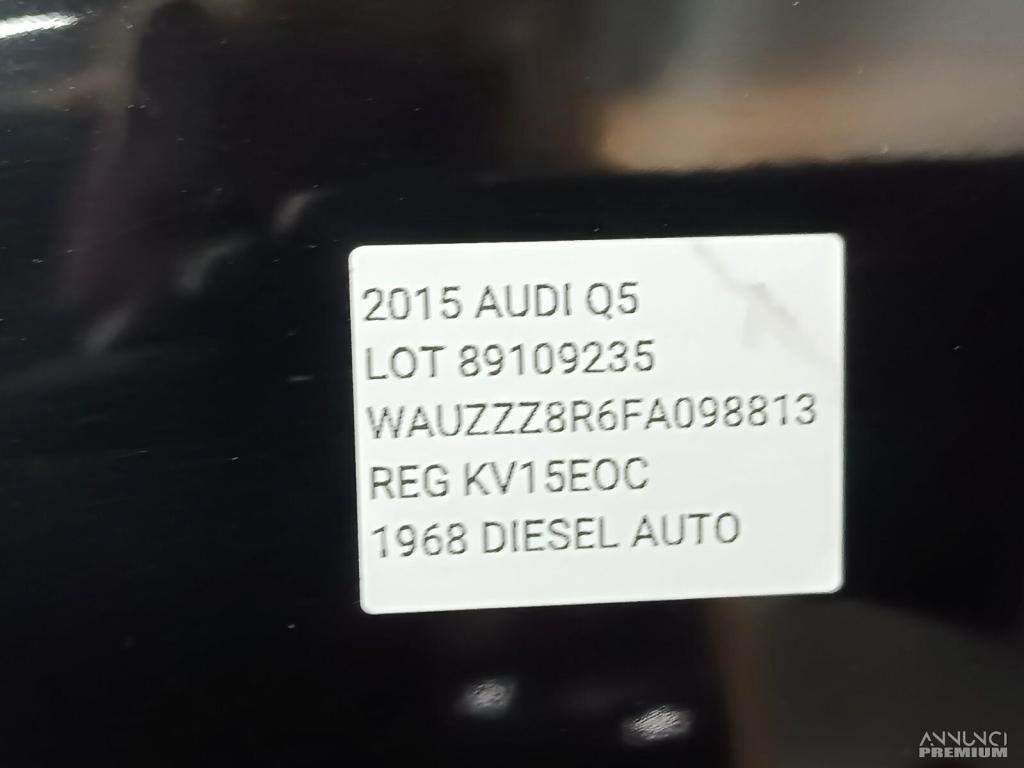 2015 AUDI Q5
LOT 89109235
WAUZZZ8R6FA098813
REG KV15EOC
1968 DIESEL AUTO
ANNUNCI
PREMIUM